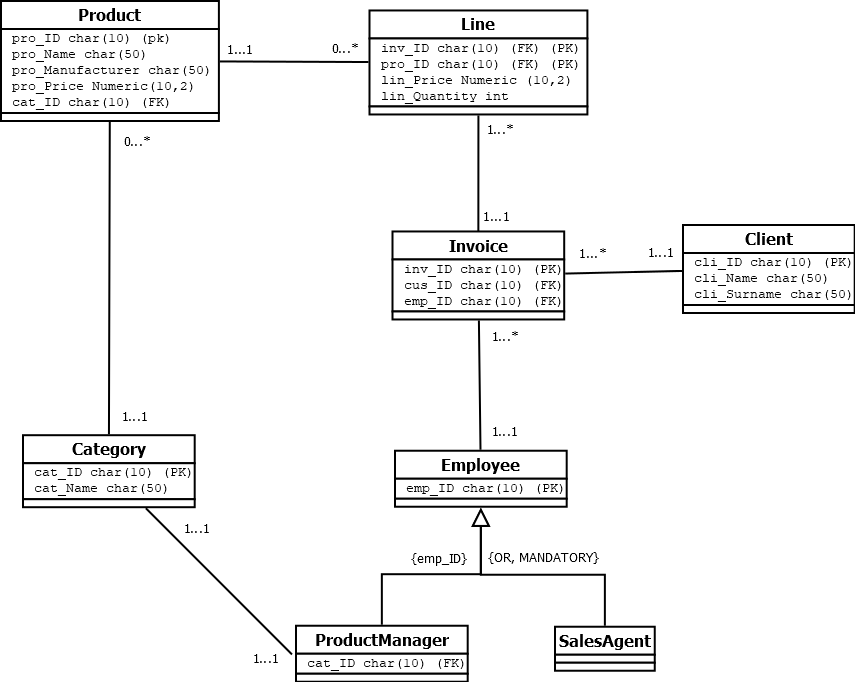 Product
pro_ID char(10) (pk)
pro_Name char(50)
pro_Manufacturer char(50)
pro_Price Numeric(10,2)
cat_ID char(10) (FK)
1...1
0...*
Line
inv_ID char(10) (FK) (PK)
pro_ID char(10) (FK) (PK)
lin_Price Numeric (10,2)
lin_Quantity int
0...*
1...*
1...1
Invoice
inv_ID char(10) (PK)
cus_ID char(10) (FK)
emp_ID char(10) (FK)
1...*
1...1
Client
cli_ID char(10) (PK)
cli_Name char(50)
cli_Surname char(50)
1...*
1...1
1...1
Category
cat_ID char(10) (PK)
cat_Name char(50)
Employee
emp_ID char(10) (PK)
1...1
{emp_ID}
{OR, MANDATORY}
1...1
ProductManager
cat_ID char(10) (FK)
SalesAgent